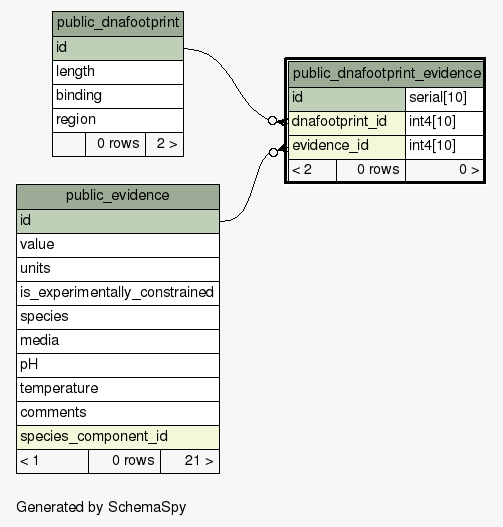 public_dnafootprint
id
length
binding
region
0 rows 2 >
public_dnafootprint_evidence
id serial[10]
dnafootprint_id int4[10]
evidence_id int4[10]
< 2 0 rows 0 >
public_evidence
id
value
units
is_experimentally_constrained
species
media
pH
temperature
comments
species_component_id
< 1 0 rows 21 >
Generated by SchemaSpy